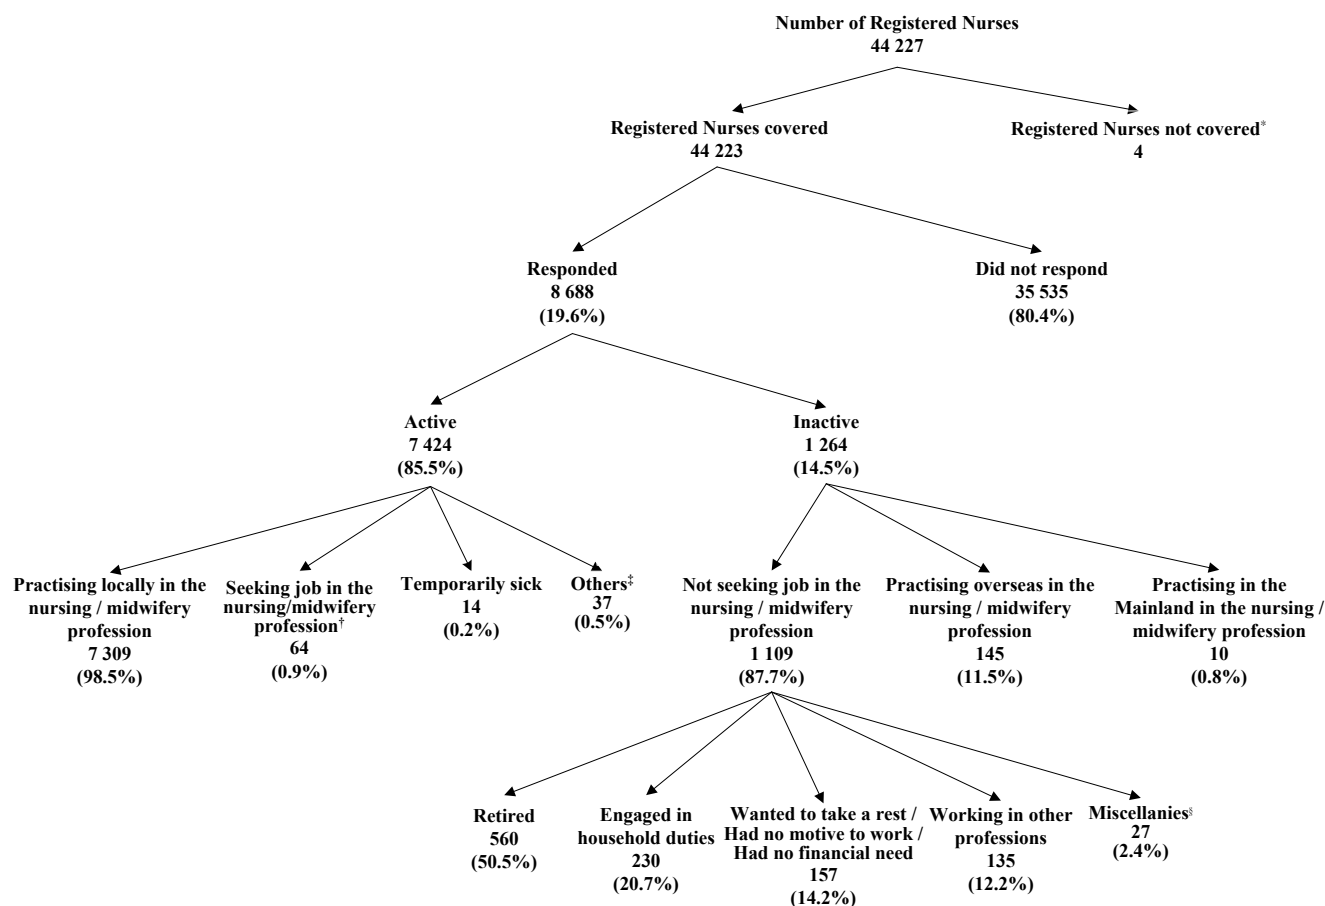 Number of Registered Nurses
44 227
Registered Nurses covered
44 223
Registered Nurses not covered*
4
Responded
8 688
(19.6%)
Did not respond
35 535
(80.4%)
Active
7 424
(85.5%)
Inactive
1 264
(14.5%)
Practising locally in the
nursing / midwifery
profession
7 309
(98.5%)
Seeking job in the
nursing/midwifery
profession†
64
(0.9%)
Temporarily sick
14
(0.2%)
Others‡
37
(0.5%)
Not seeking job in the
nursing / midwifery
profession
1 109
(87.7%)
Practising overseas in the
nursing / midwifery
profession
145
(11.5%)
Practising in the
Mainland in the nursing /
midwifery profession
10
(0.8%)
Retired
560
(50.5%)
Engaged in
household duties
230
(20.7%)
Wanted to take a rest /
Had no motive to work /
Had no financial need
157
(14.2%)
Working in other
professions
135
(12.2%)
Miscellanies§
27
(2.4%)